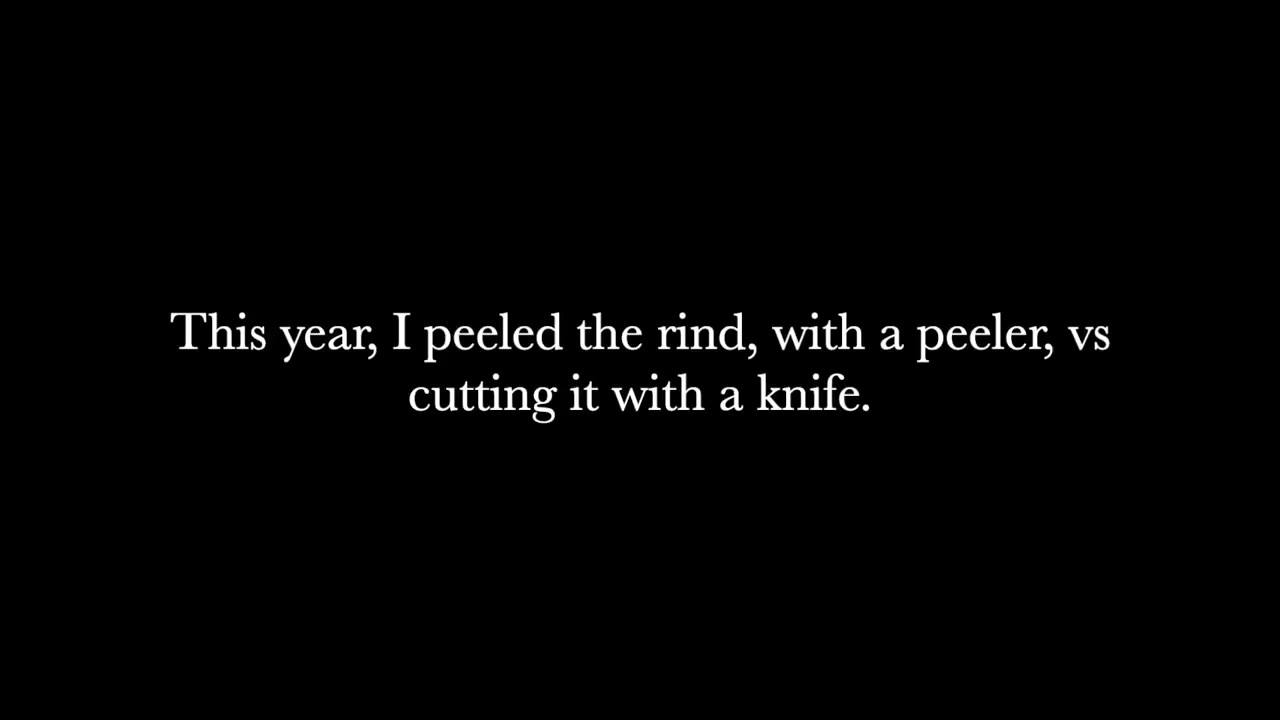 This year, I peeled the rind, with a peeler, vs
cutting it with a knife.